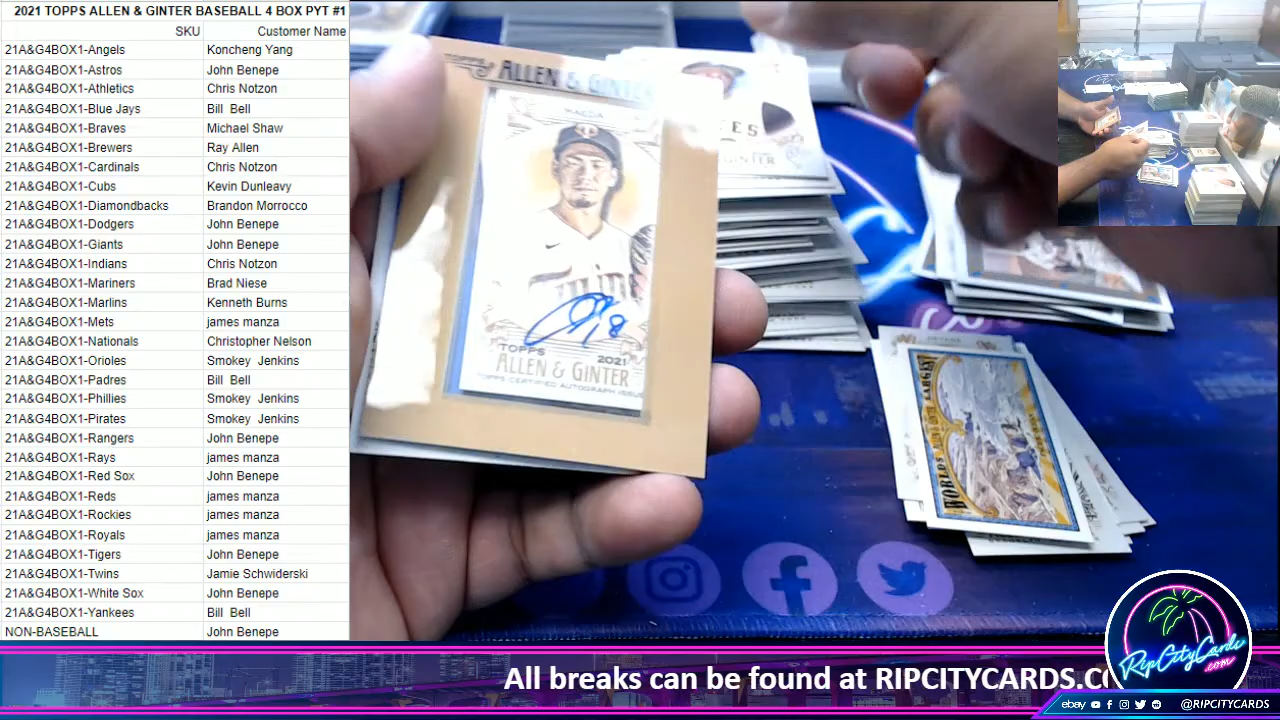 2021 TOPPS ALLEN & GINTER BASEBALL 4 BOX PYT #1
SKU Customer Name
21A&G4BOX1-Angels Koncheng Yang
21A&G4BOX1-Astros John Benepe
21A&G4BOX1-Athletics Chris Notzon
21A&G4BOX1-Blue Jays Bill Bell
21A&G4BOX1-Braves Michael Shaw
21A&G4BOX1-Brewers Ray Allen
21A&G4BOX1-Cardinals Chris Notzon
21A&G4BOX1-Cubs Kevin Dunleavy
21A&G4BOX1-Diamondbacks Brandon Morrocco
21A&G4BOX1-Dodgers John Benepe
21A&G4BOX1-Giants John Benepe
21A&G4BOX1-Indians Chris Notzon
21A&G4BOX1-Mariners Brad Niese
21A&G4BOX1-Marlins Kenneth Burns
21A&G4BOX1-Mets james manza
21A&G4BOX1-Nationals Christopher Nelson
21A&G4BOX1-Orioles Smokey Jenkins
21A&G4BOX1-Padres Bill Bell
21A&G4BOX1-Phillies Smokey Jenkins
21A&G4BOX1-Pirates Smokey Jenkins
21A&G4BOX1-Rangers John Benepe
21A&G4BOX1-Rays james manza
21A&G4BOX1-Red Sox John Benepe
21A&G4BOX1-Reds james manza
21A&G4BOX1-Rockies james manza
21A&G4BOX1-Royals james manza
21A&G4BOX1-Tigers John Benepe
21A&G4BOX1-Twins Jamie Schwiderski
21A&G4BOX1-White Sox John Benepe
21A&G4BOX1-Yankees Bill Bell
NON-BASEBALL John Benepe
TOPPS ALLEN & GINTER
MAEDA
18
TOPPS 2021
ALLEN & GINTER
TOPPS CERTIFIED AUTOGRAPH ISSUE
GINTER
WORLD'S LARGEST
All breaks can be found at RIPCITYCARDS.C
RipCityCards
.com
ebay @RIPCITYCARDS